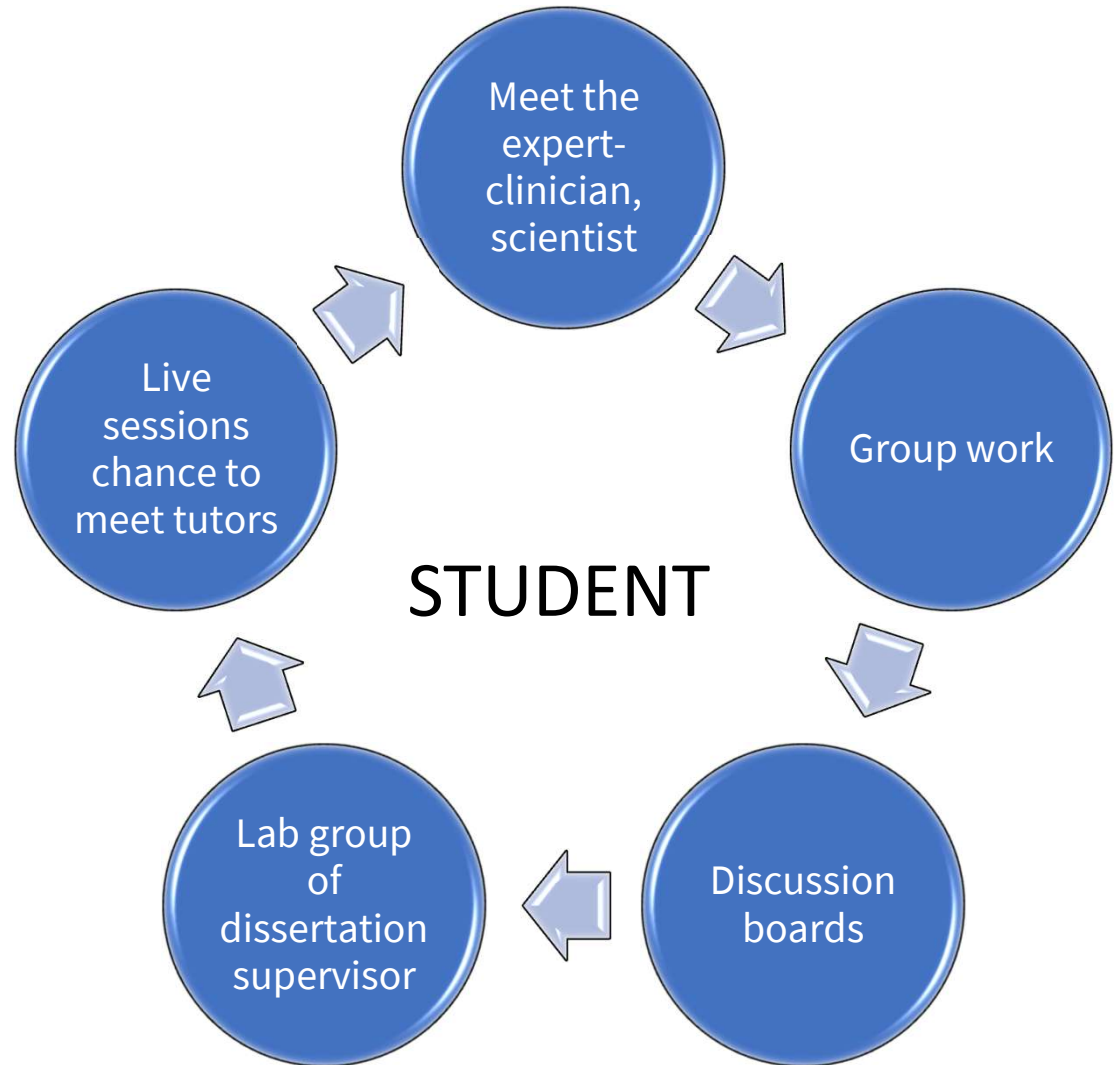 Meet the
expert-
clinician,
scientist
Group work
Discussion
boards
Lab group
of
dissertation
supervisor
Live
sessions
chance to
meet tutors
STUDENT